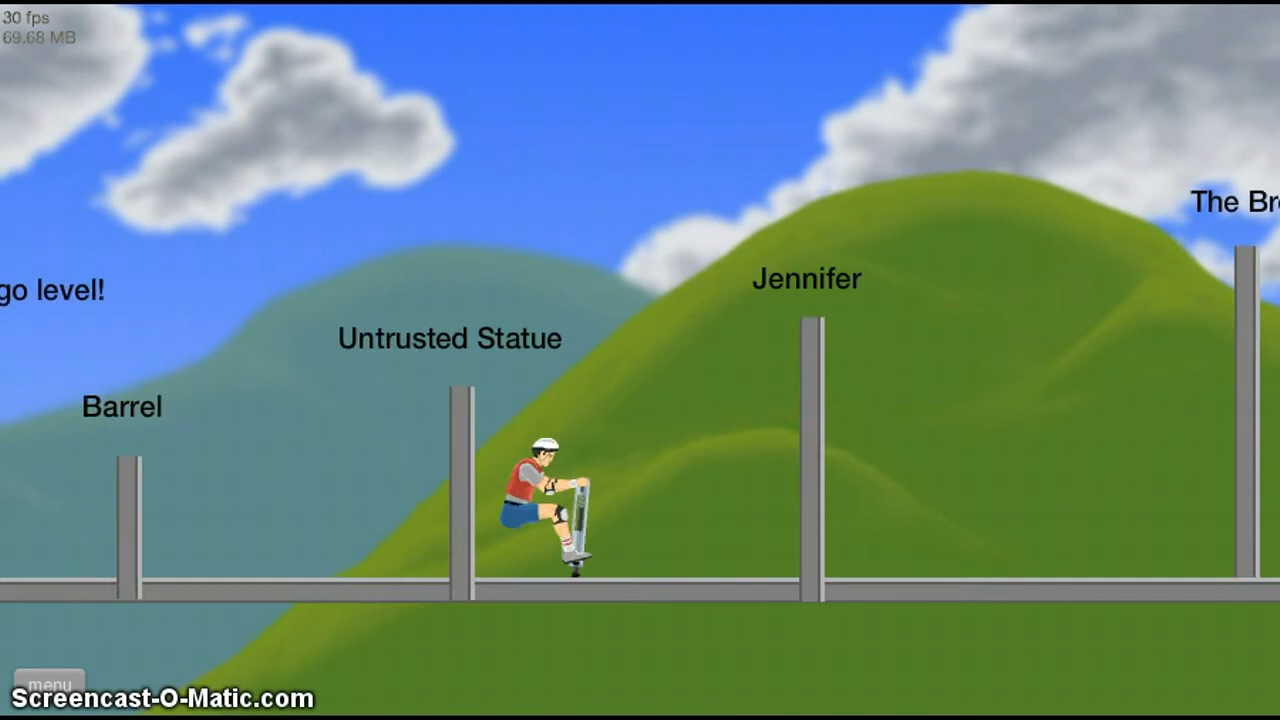 30 fps
69.68 MB
The Br
Jennifer
go level!
Untrusted Statue
Barrel
menu
Screencast-O-Matic.com